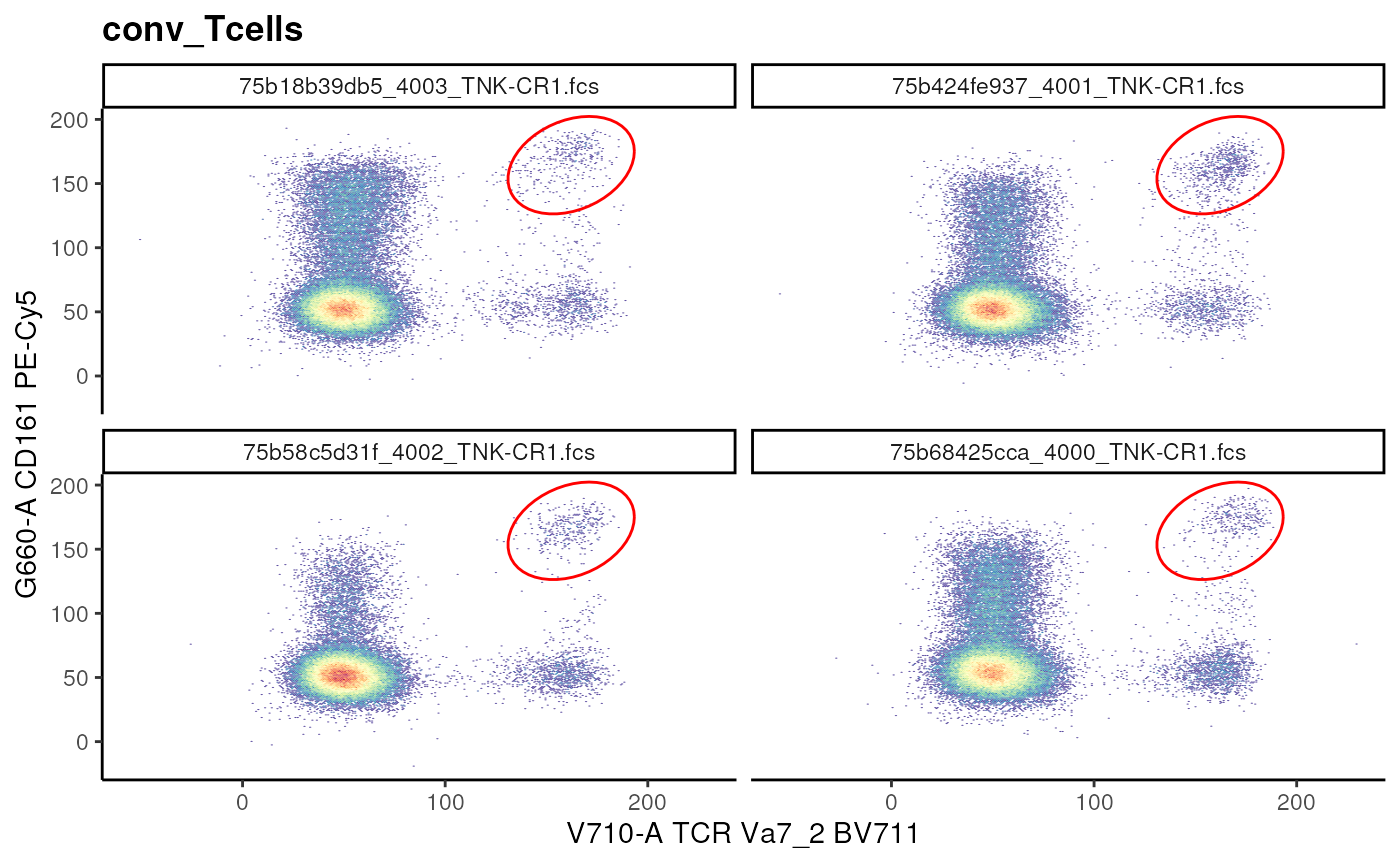 conv_Tcells
75b18b39db5_4003_TNK-CR1.fcs
75b424fe937_4001_TNK-CR1.fcs
200
150
100
50
0
75b58c5d31f_4002_TNK-CR1.fcs
75b68425cca_4000_TNK-CR1.fcs
200
150
100
50
0
G660-A CD161 PE-Cy5
0 100 200
0 100 200
V710-A TCR Va7_2 BV711